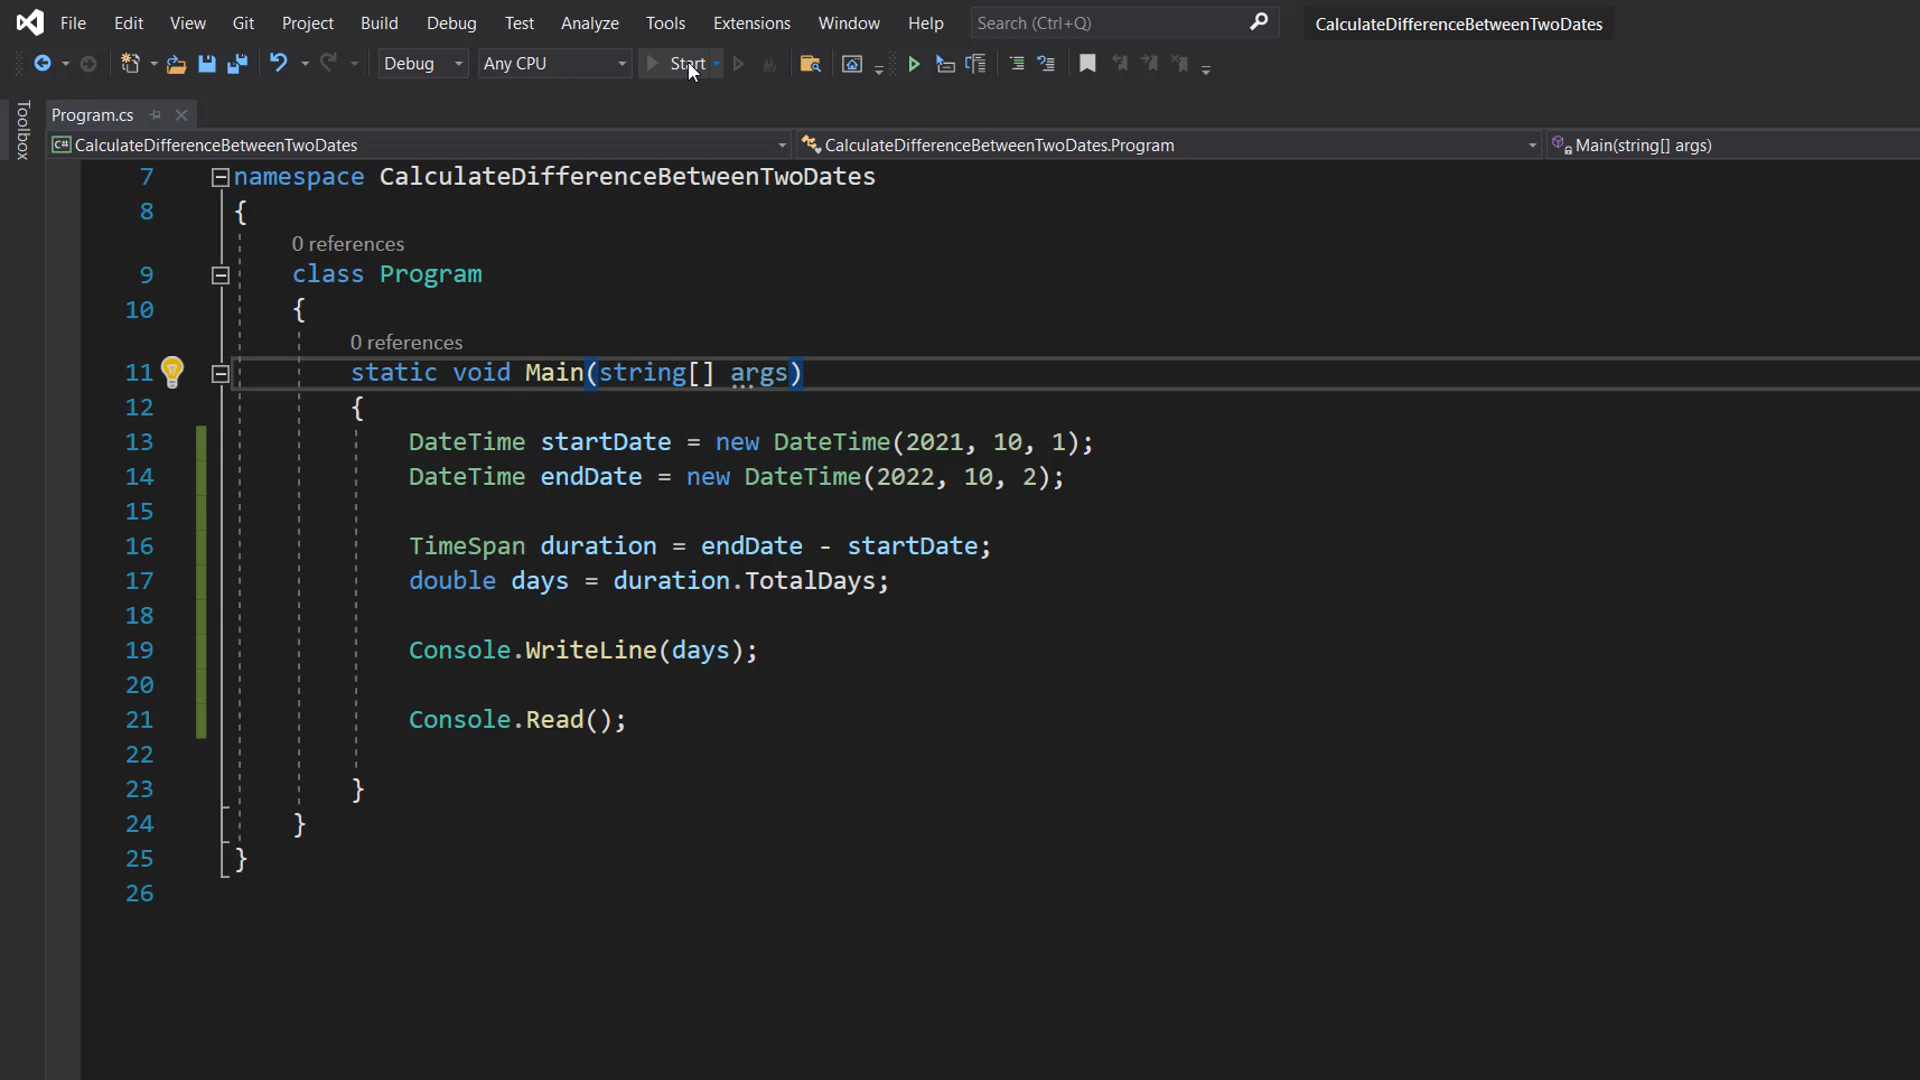 File Edit View Git Project Build Debug Test Analyze Tools Extensions Window Help Search (Ctrl+Q) CalculateDifferenceBetweenTwoDates
Debug Any CPU Start
Toolbox
Program.cs
C# CalculateDifferenceBetweenTwoDates CalculateDifferenceBetweenTwoDates.Program Main(string[] args)
7 namespace CalculateDifferenceBetweenTwoDates
8 {
0 references
9 class Program
10 {
0 references
11 static void Main(string[] args)
12 {
13 DateTime startDate = new DateTime(2021, 10, 1);
14 DateTime endDate = new DateTime(2022, 10, 2);
15
16 TimeSpan duration = endDate - startDate;
17 double days = duration.TotalDays;
18
19 Console.WriteLine(days);
20
21 Console.Read();
22
23 }
24 }
25 }
26